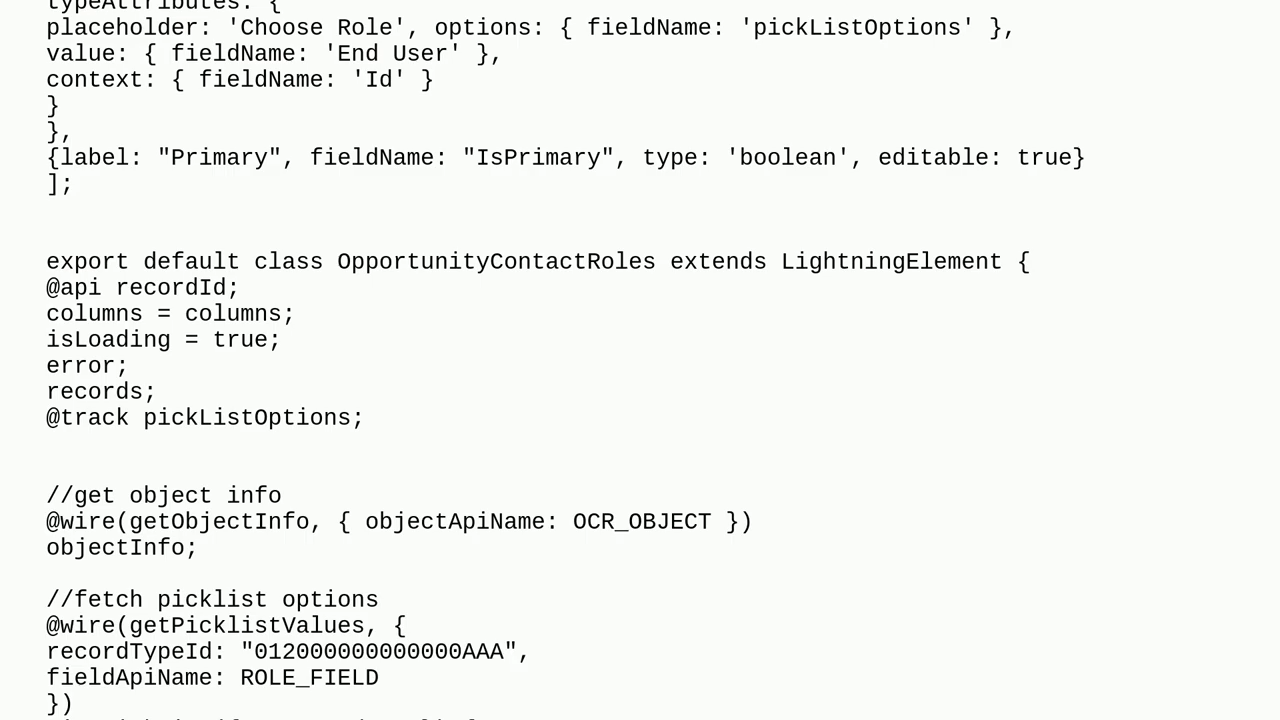 typeAttributes: {
placeholder: 'Choose Role', options: { fieldName: 'pickListOptions' },
value: { fieldName: 'End User' },
context: { fieldName: 'Id' }
}
},
{label: "Primary", fieldName: "IsPrimary", type: 'boolean', editable: true}
];
export default class OpportunityContactRoles extends LightningElement {
@api recordId;
columns = columns;
isLoading = true;
error;
records;
@track pickListOptions;
//get object info
@wire(getObjectInfo, { objectApiName: OCR_OBJECT })
objectInfo;
//fetch picklist options
@wire(getPicklistValues, {
recordTypeId: "012000000000000AAA",
fieldApiName: ROLE_FIELD
})